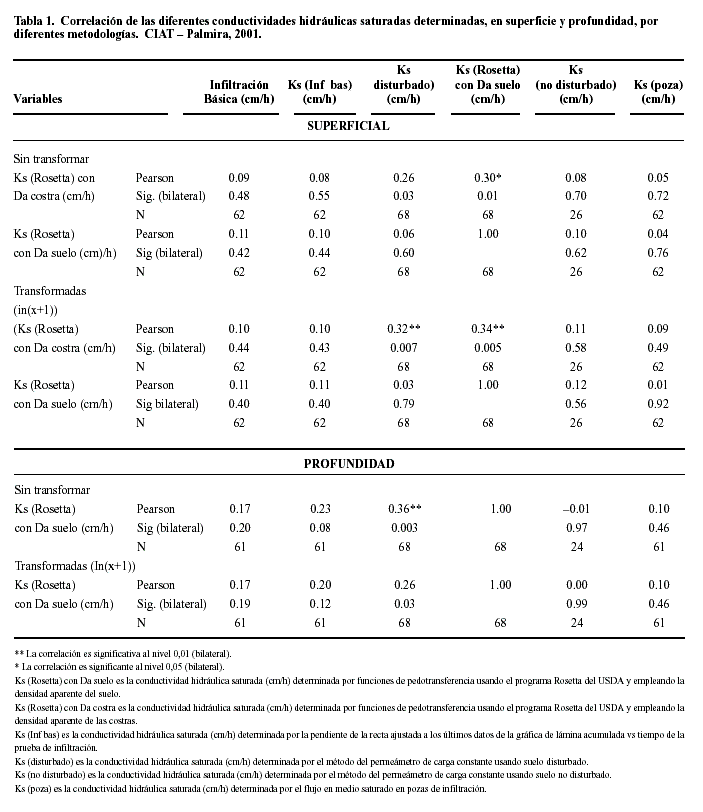 Tabla 1. Correlación de las diferentes conductividades hidráulicas saturadas determinadas, en superficie y profundidad, por
diferentes metodologías. CIAT – Palmira, 2001.
Ks Ks (Rosetta) Ks
Infiltración Ks (Inf bas) disturbado) con Da suelo (no disturbado) Ks (poza)
Variables Básica (cm/h) (cm/h) (cm/h) (cm/h) (cm/h) (cm/h)
SUPERFICIAL
Sin transformar
Ks (Rosetta) con Pearson 0.09 0.08 0.26 0.30* 0.08 0.05
Da costra (cm/h) Sig. (bilateral) 0.48 0.55 0.03 0.01 0.70 0.72
N 62 62 68 68 26 62
Ks (Rosetta) Pearson 0.11 0.10 0.06 1.00 0.10 0.04
con Da suelo (cm)/h) Sig (bilateral) 0.42 0.44 0.60 0.62 0.76
N 62 62 68 68 26 62
Transformadas
(in(x+1))
(Ks (Rosetta) Pearson 0.10 0.10 0.32** 0.34** 0.11 0.09
con Da costra (cm/h) Sig. (bilateral) 0.44 0.43 0.007 0.005 0.58 0.49
N 62 62 68 68 26 62
Ks (Rosetta) Pearson 0.11 0.11 0.03 1.00 0.12 0.01
con Da suelo (cm/h) Sig bilateral) 0.40 0.40 0.79 0.56 0.92
N 62 62 68 68 26 62
PROFUNDIDAD
Sin transformar
Ks (Rosetta) Pearson 0.17 0.23 0.36** 1.00 –0.01 0.10
con Da suelo (cm/h) Sig (bilateral) 0.20 0.08 0.003 0.97 0.46
N 61 61 68 68 24 61
Transformadas (In(x+1))
Ks (Rosetta) Pearson 0.17 0.20 0.26 1.00 0.00 0.10
con Da suelo (cm/h) Sig. (bilateral) 0.19 0.12 0.03 0.99 0.46
N 61 61 68 68 24 61
** La correlación es significativa al nivel 0,01 (bilateral).
* La correlación es significante al nivel 0,05 (bilateral).
Ks (Rosetta) con Da suelo es la conductividad hidráulica saturada (cm/h) determinada por funciones de pedotransferencia usando el programa Rosetta del USDA y empleando la
densidad aparente del suelo.
Ks (Rosetta) con Da costra es la conductividad hidráulica saturada (cm/h) determinada por funciones de pedotransferencia usando el programa Rosetta del USDA y empleando la
densidad aparente de las costras.
Ks (Inf bas) es la conductividad hidráulica saturada (cm/h) determinada por la pendiente de la recta ajustada a los últimos datos de la gráfica de lámina acumulada vs tiempo de la
prueba de infiltración.
Ks (disturbado) es la conductividad hidráulica saturada (cm/h) determinada por el método del permeámetro de carga constante usando suelo disturbado.
Ks (no disturbado) es la conductividad hidráulica saturada (cm/h) determinada por el método del permeámetro de carga constante usando suelo no disturbado.
Ks (poza) es la conductividad hidráulica saturada (cm/h) determinada por el flujo en medio saturado en pozas de infiltración.